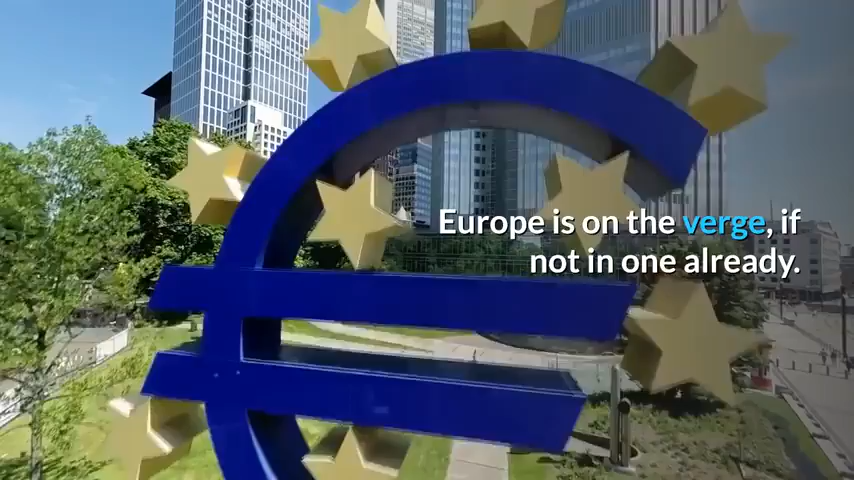 Europe is on the verge, if
not in one already.